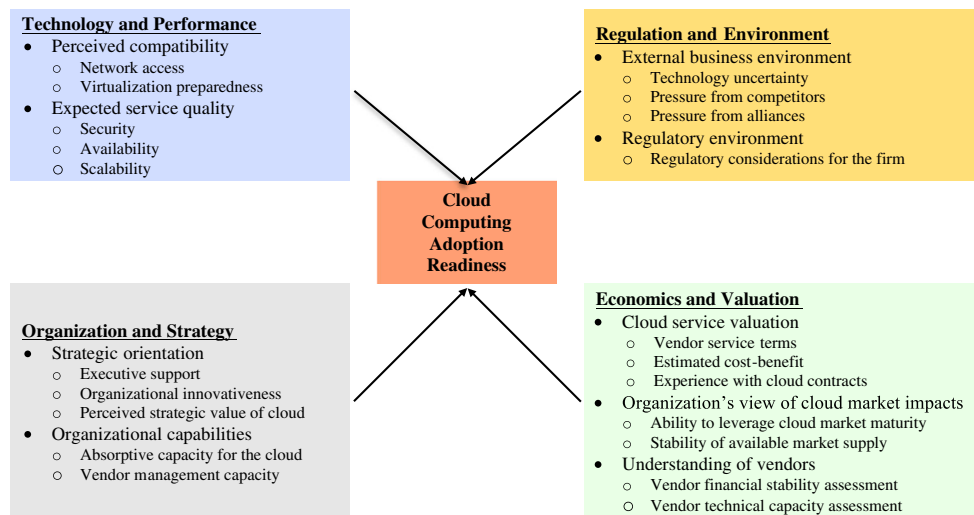 Technology and Performance
• Perceived compatibility
o Network access
o Virtualization preparedness
• Expected service quality
o Security
o Availability
o Scalability
Regulation and Environment
• External business environment
o Technology uncertainty
o Pressure from competitors
o Pressure from alliances
• Regulatory environment
o Regulatory considerations for the firm
Cloud
Computing
Adoption
Readiness
Organization and Strategy
• Strategic orientation
o Executive support
o Organizational innovativeness
o Perceived strategic value of cloud
• Organizational capabilities
o Absorptive capacity for the cloud
o Vendor management capacity
Economics and Valuation
• Cloud service valuation
o Vendor service terms
o Estimated cost-benefit
o Experience with cloud contracts
• Organization’s view of cloud market impacts
o Ability to leverage cloud market maturity
o Stability of available market supply
• Understanding of vendors
o Vendor financial stability assessment
o Vendor technical capacity assessment